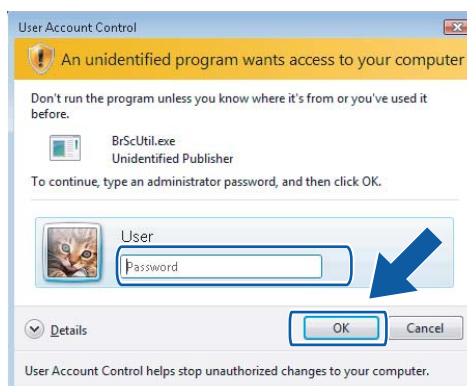 User Account Control
An unidentified program wants access to your computer
Don't run the program unless you know where it's from or you've used it
before.
BrScUtil.exe
Unidentified Publisher
To continue, type an administrator password, and then click OK.
User
Password
Details
OK
Cancel
User Account Control helps stop unauthorized changes to your computer.